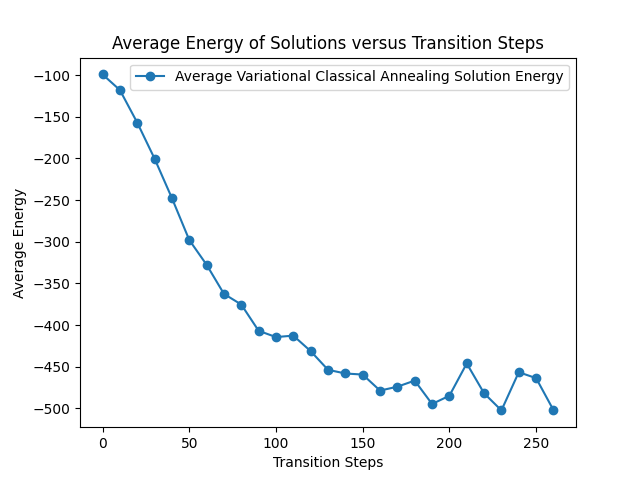 Average Energy of Solutions versus Transition Steps
Average Variational Classical Annealing Solution Energy
−100
−150
−200
−250
−300
−350
−400
−450
−500
Average Energy
0 50 100 150 200 250
Transition Steps